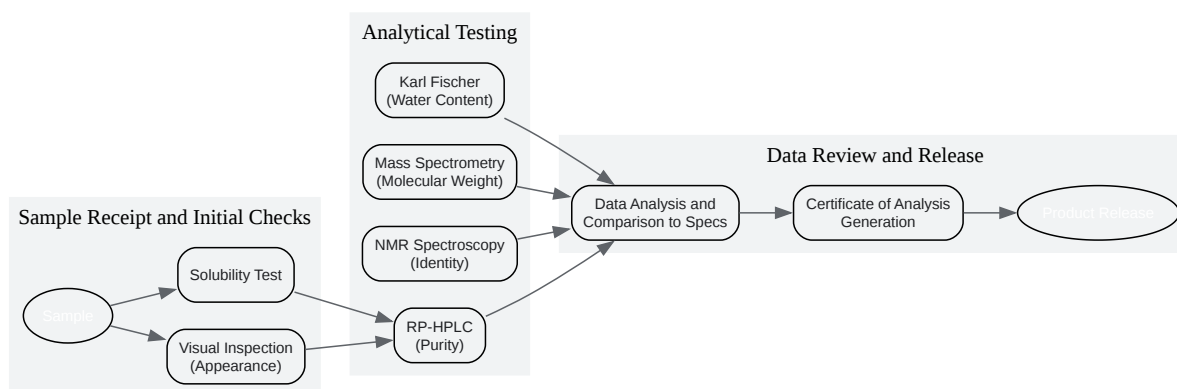 Sample Receipt and Initial Checks
Sample
Solubility Test
Visual Inspection
(Appearance)
Analytical Testing
Karl Fischer
(Water Content)
Mass Spectrometry
(Molecular Weight)
NMR Spectroscopy
(Identity)
RP-HPLC
(Purity)
Data Review and Release
Data Analysis and
Comparison to Specs
Certificate of Analysis
Generation
Product Release